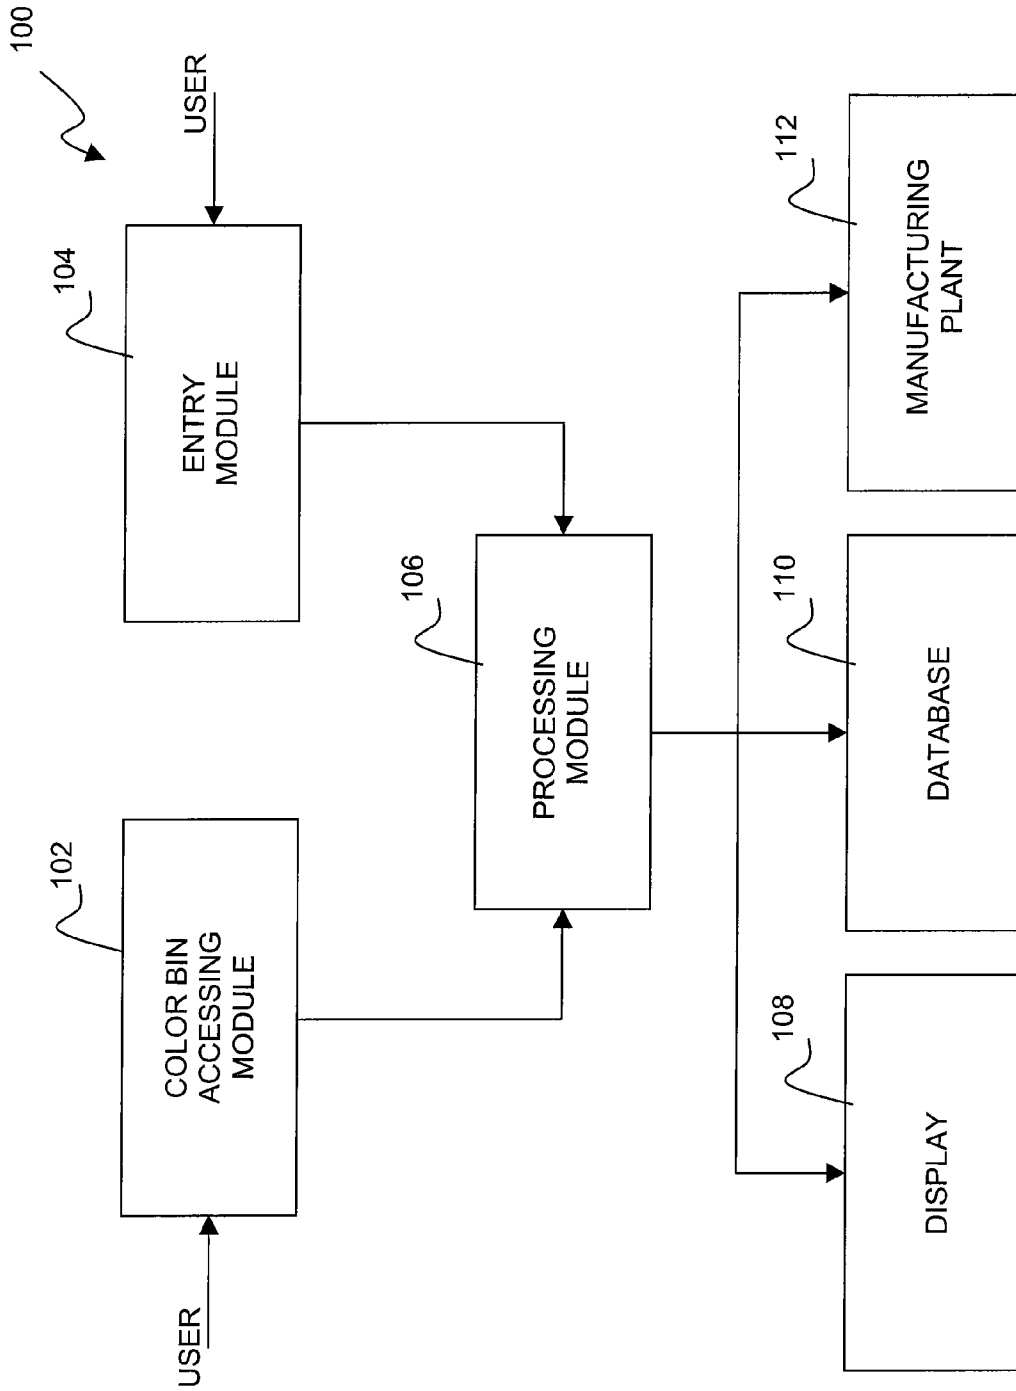 100
USER
USER
102
COLOR BIN
ACCESSING
MODULE
104
ENTRY
MODULE
106
PROCESSING
MODULE
108
DISPLAY
110
DATABASE
112
MANUFACTURING
PLANT